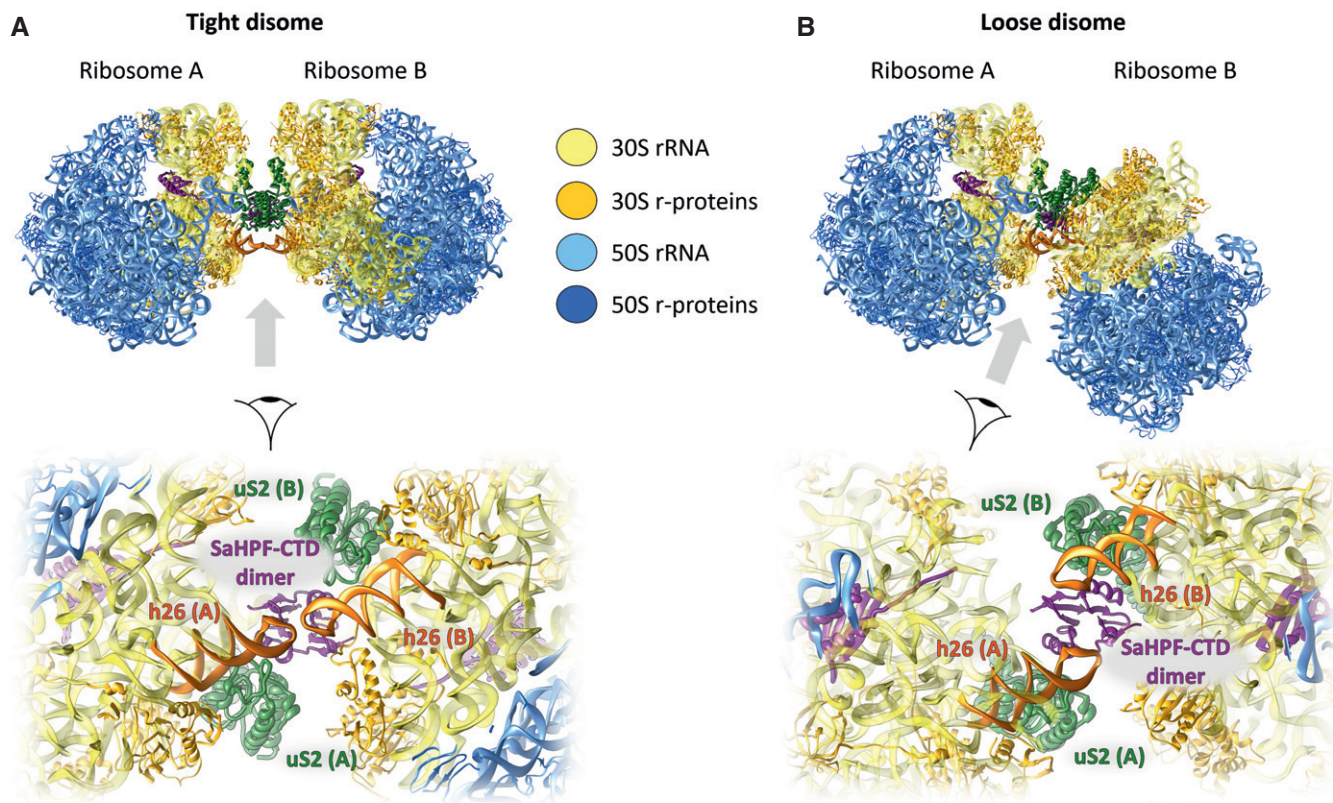 A
Tight disome
Ribosome A
Ribosome B
30S rRNA
30S r-proteins
50S rRNA
50S r-proteins
uS2 (B)
SaHPF-CTD
dimer
h26 (A)
h26 (B)
uS2 (A)
B
Loose disome
Ribosome A
Ribosome B
uS2 (B)
h26 (B)
h26 (A)
SaHPF-CTD
dimer
uS2 (A)